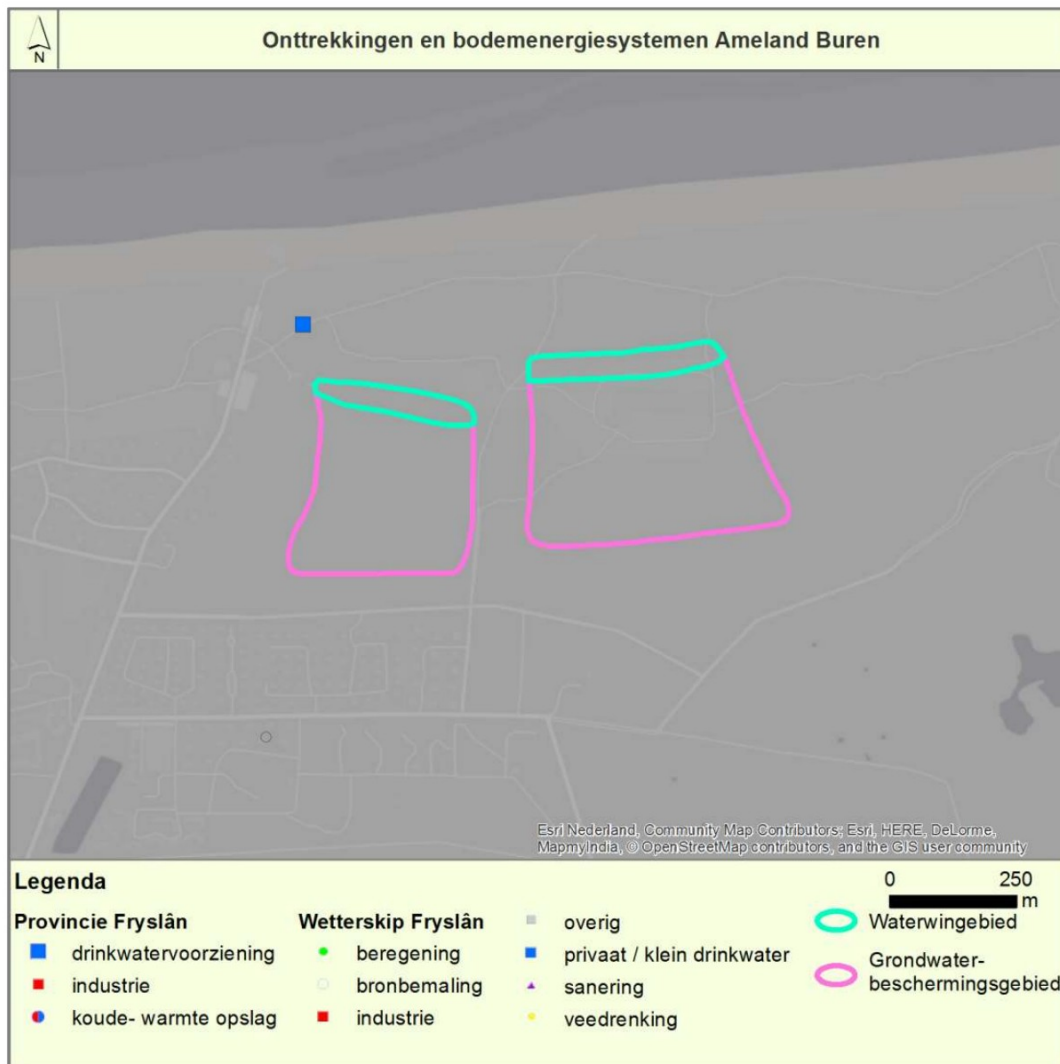 N
Onttrekkingen en bodemenergiesystemen Ameland Buren
Esri Nederland, Community Map Contributors; Esri, HERE, DeLorme,
MapmyIndia, © OpenStreetMap contributors, and the GIS user community
Legenda
Provincie Fryslân
drinkwatervoorziening
industrie
koude- warmte opslag
Wetterskip Fryslân
beregening
bronbemaling
industrie
overig
privaat / klein drinkwater
sanering
veedrenking
0 250
m
Waterwingebied
Grondwater-
beschermingsgebied